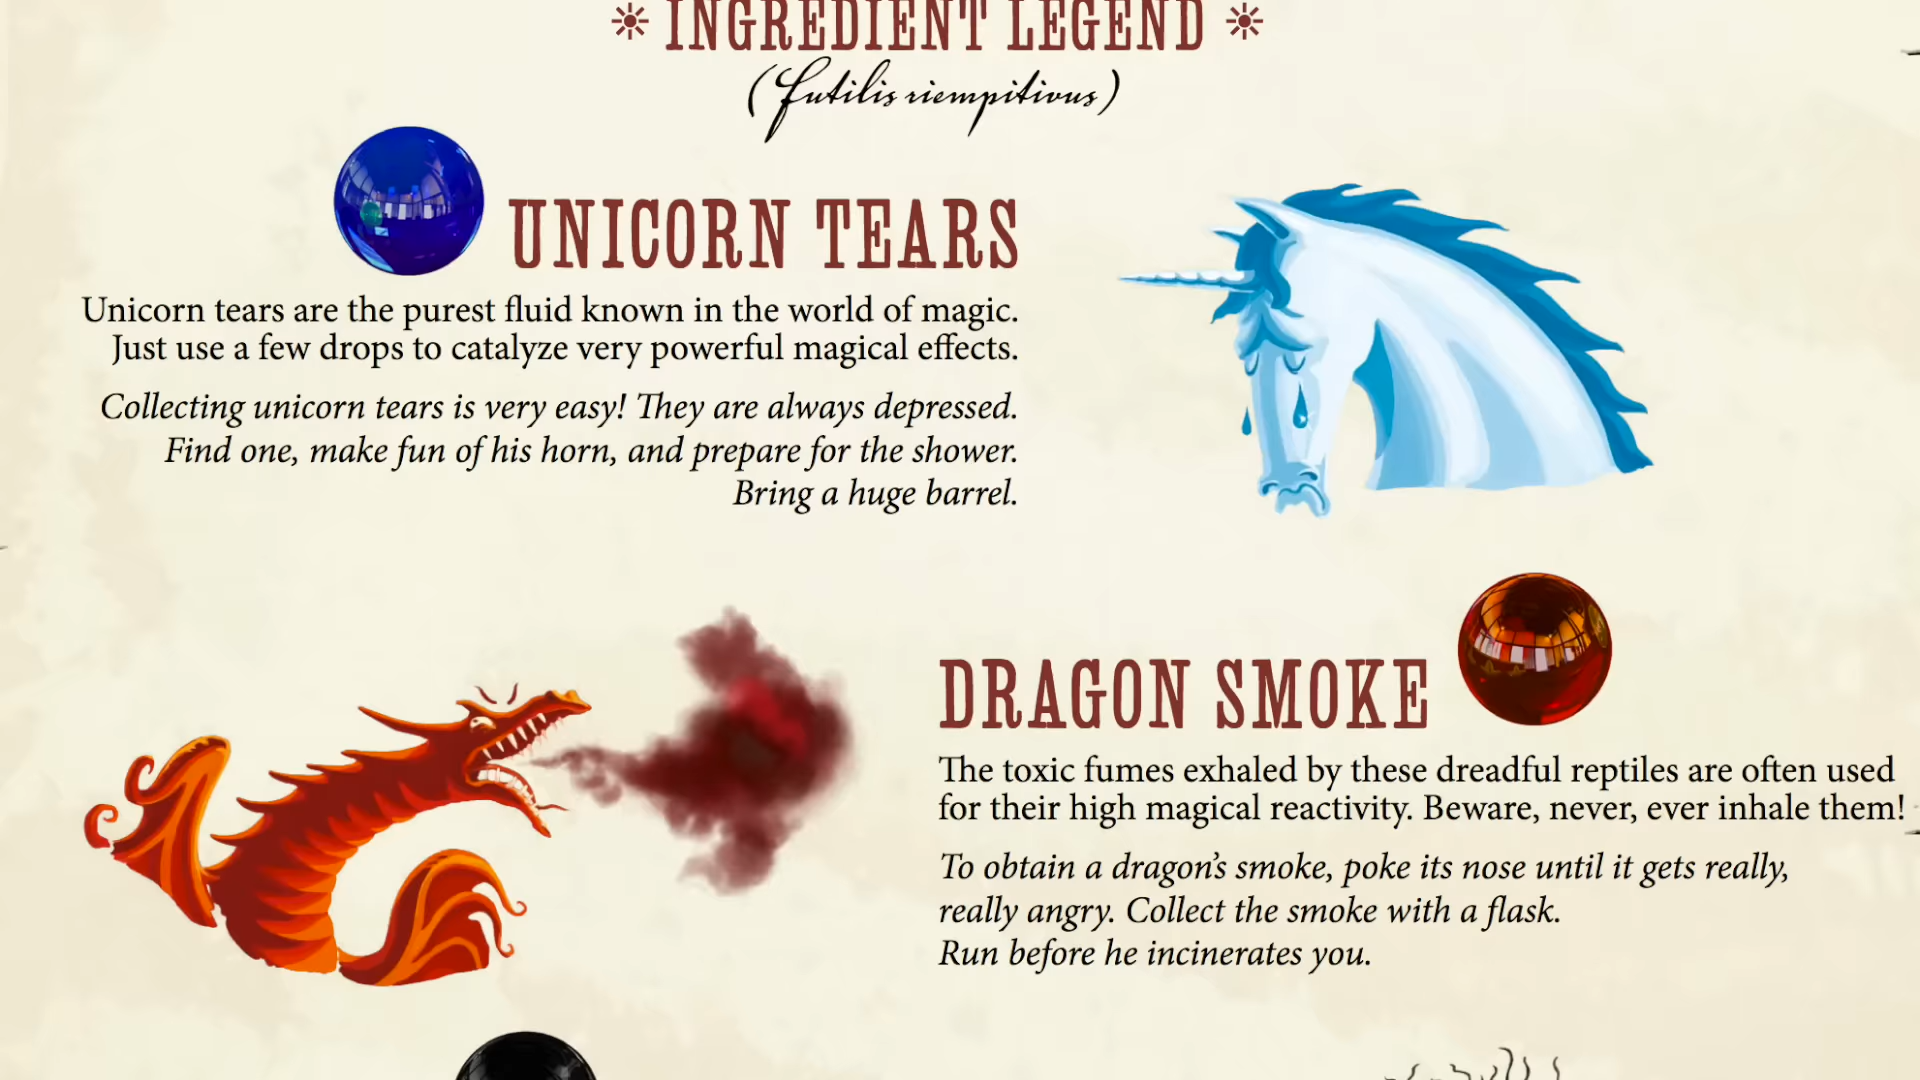 INGREDIENT LEGEND
(futilis riempitivus)
UNICORN TEARS
Unicorn tears are the purest fluid known in the world of magic.
Just use a few drops to catalyze very powerful magical effects.
Collecting unicorn tears is very easy! They are always depressed.
Find one, make fun of his horn, and prepare for the shower.
Bring a huge barrel.
DRAGON SMOKE
The toxic fumes exhaled by these dreadful reptiles are often used
for their high magical reactivity. Beware, never, ever inhale them!
To obtain a dragon's smoke, poke its nose until it gets really,
really angry. Collect the smoke with a flask.
Run before he incinerates you.